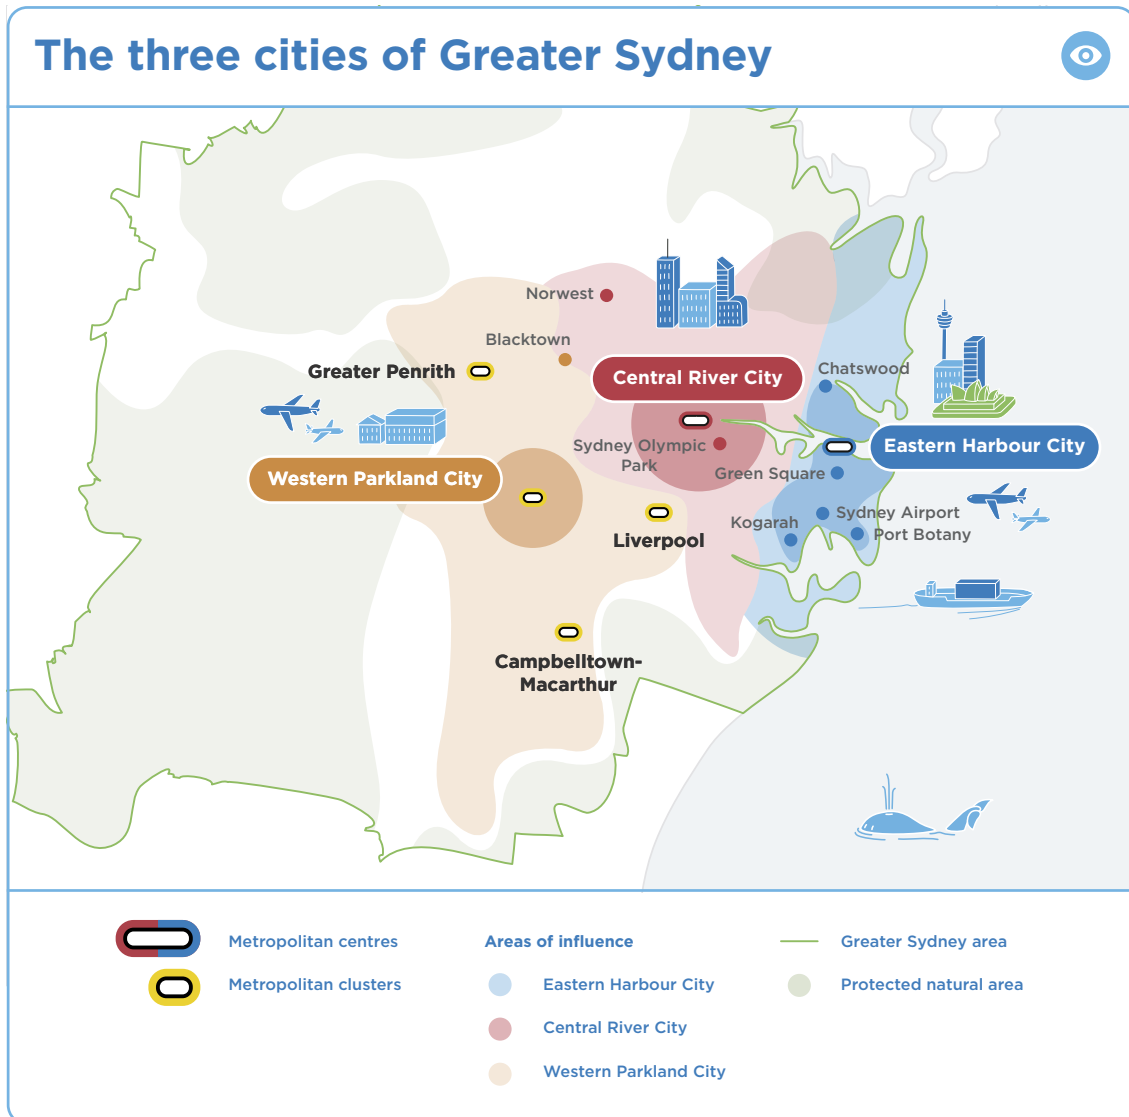 The three cities of Greater Sydney
Norwest
Blacktown
Greater Penrith
Central River City
Chatswood
Sydney Olympic
Park
Eastern Harbour City
Western Parkland City
Green Square
Sydney Airport
Kogarah
Port Botany
Liverpool
Campbelltown-
Macarthur
Metropolitan centres
Metropolitan clusters
Areas of influence
Eastern Harbour City
Central River City
Western Parkland City
Greater Sydney area
Protected natural area